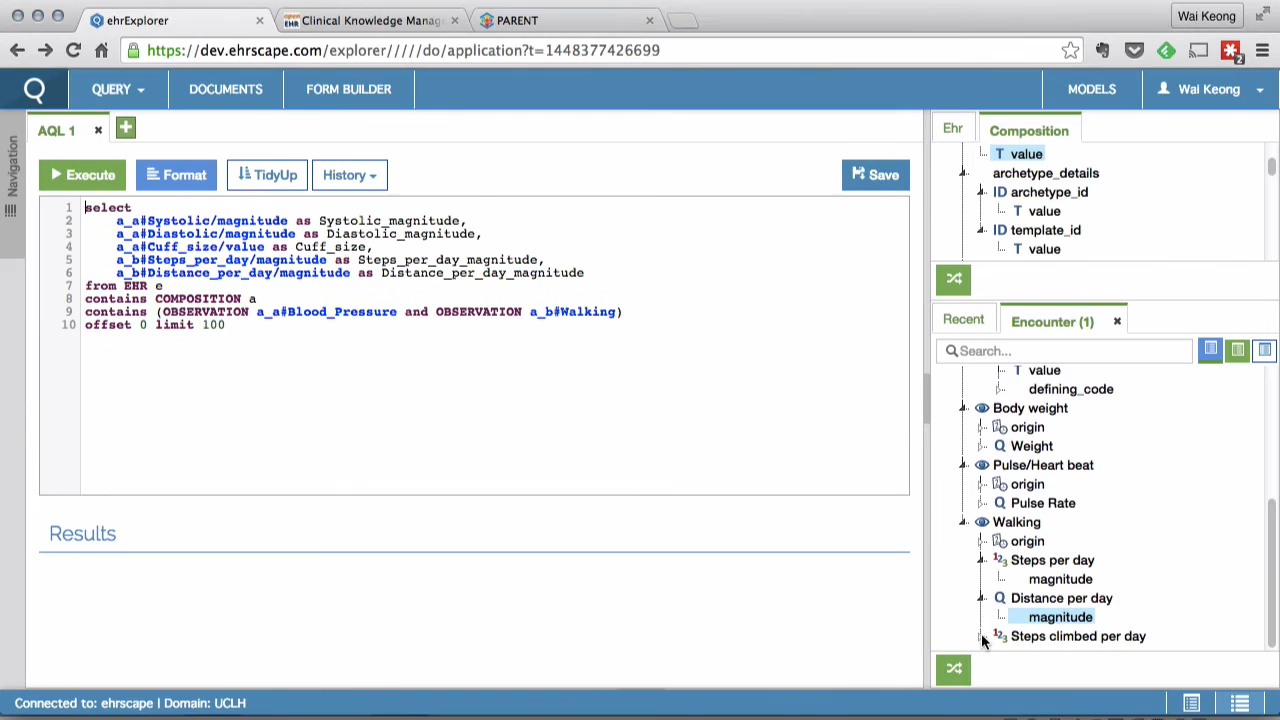 ehrExplorer
openEHR Clinical Knowledge Manag
PARENT
Wai Keong
https://dev.ehrscape.com/explorer/////do/application?t=1448377426699
2
QUERY
DOCUMENTS
FORM BUILDER
MODELS
Wai Keong
Navigation
AQL 1
Execute
Format
TidyUp
History
Save
1 select
2 a_a#Systolic/magnitude as Systolic_magnitude,
3 a_a#Diastolic/magnitude as Diastolic_magnitude,
4 a_a#Cuff_size/value as Cuff_size,
5 a_b#Steps_per_day/magnitude as Steps_per_day_magnitude,
6 a_b#Distance_per_day/magnitude as Distance_per_day_magnitude
7 from EHR e
8 contains COMPOSITION a
9 contains (OBSERVATION a_a#Blood_Pressure and OBSERVATION a_b#Walking)
10 offset 0 limit 100
Results
Ehr
Composition
T value
archetype_details
ID archetype_id
T value
ID template_id
T value
Recent
Encounter (1)
Search...
T value
defining_code
Body weight
origin
Q Weight
Pulse/Heart beat
origin
Q Pulse Rate
Walking
origin
123 Steps per day
magnitude
Q Distance per day
magnitude
123 Steps climbed per day
Connected to: ehrscape | Domain: UCLH